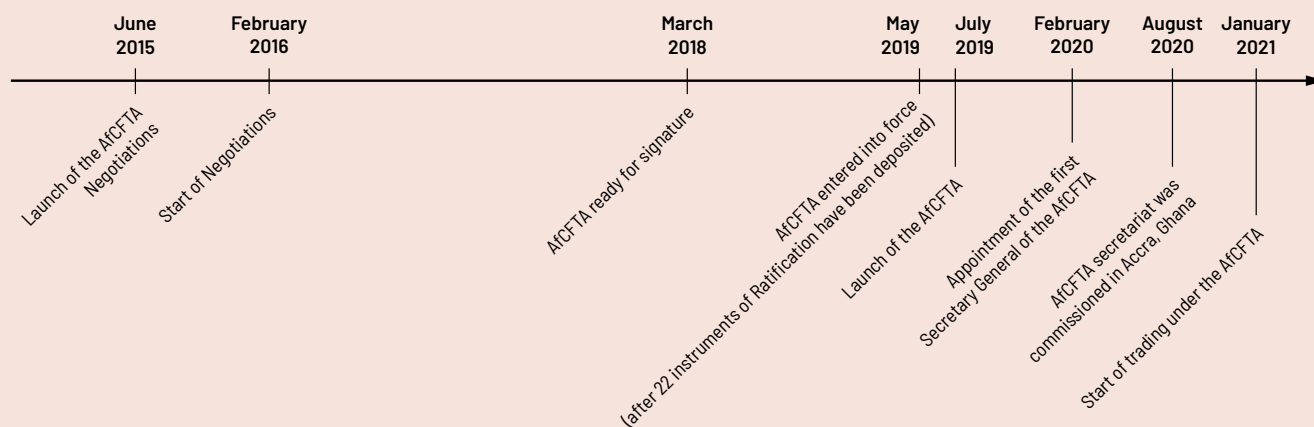 June
2015
February
2016
March
2018
May
2019
July
2019
February
2020
August
2020
January
2021
Launch of the AfCFTA
Negotiations
Start of Negotiations
AfCFTA ready for signature
AfCFTA entered into force
(after 22 instruments of Ratification have been deposited)
Launch of the AfCFTA
Appointment of the first
Secretary General of the AfCFTA
AfCFTA secretariat was
commissioned in Accra, Ghana
Start of trading under the AfCFTA